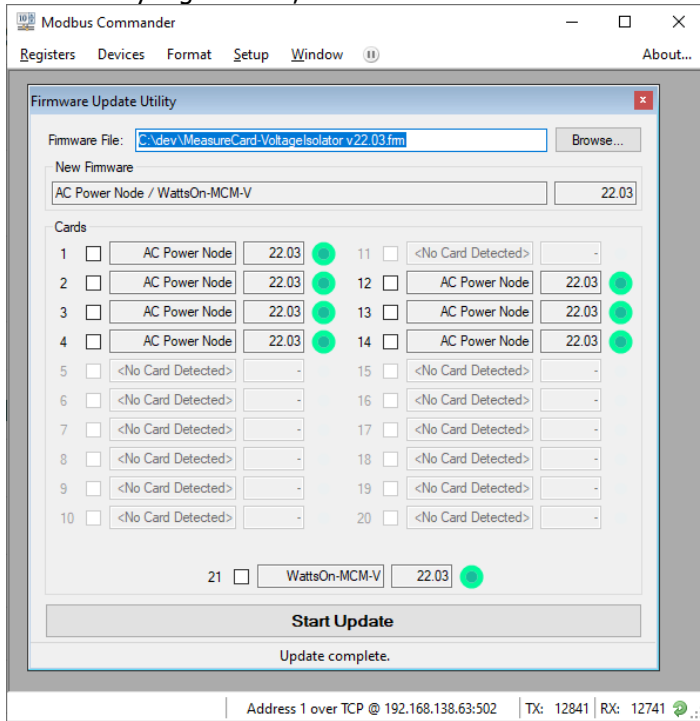 Modbus Commander
Registers Devices Format Setup Window About...
Firmware Update Utility
Firmware File: C:\dev\MeasureCard-VoltageIsolator v22.03.frm Browse...
New Firmware
AC Power Node / WattsOn-MCM-V 22.03
Cards
1 AC Power Node 22.03 11 <No Card Detected> -
2 AC Power Node 22.03 12 AC Power Node 22.03
3 AC Power Node 22.03 13 AC Power Node 22.03
4 AC Power Node 22.03 14 AC Power Node 22.03
5 <No Card Detected> - 15 <No Card Detected> -
6 <No Card Detected> - 16 <No Card Detected> -
7 <No Card Detected> - 17 <No Card Detected> -
8 <No Card Detected> - 18 <No Card Detected> -
9 <No Card Detected> - 19 <No Card Detected> -
10 <No Card Detected> - 20 <No Card Detected> -
21 WattsOn-MCM-V 22.03
Start Update
Update complete.
Address 1 over TCP @ 192.168.138.63:502 TX: 12841 RX: 12741